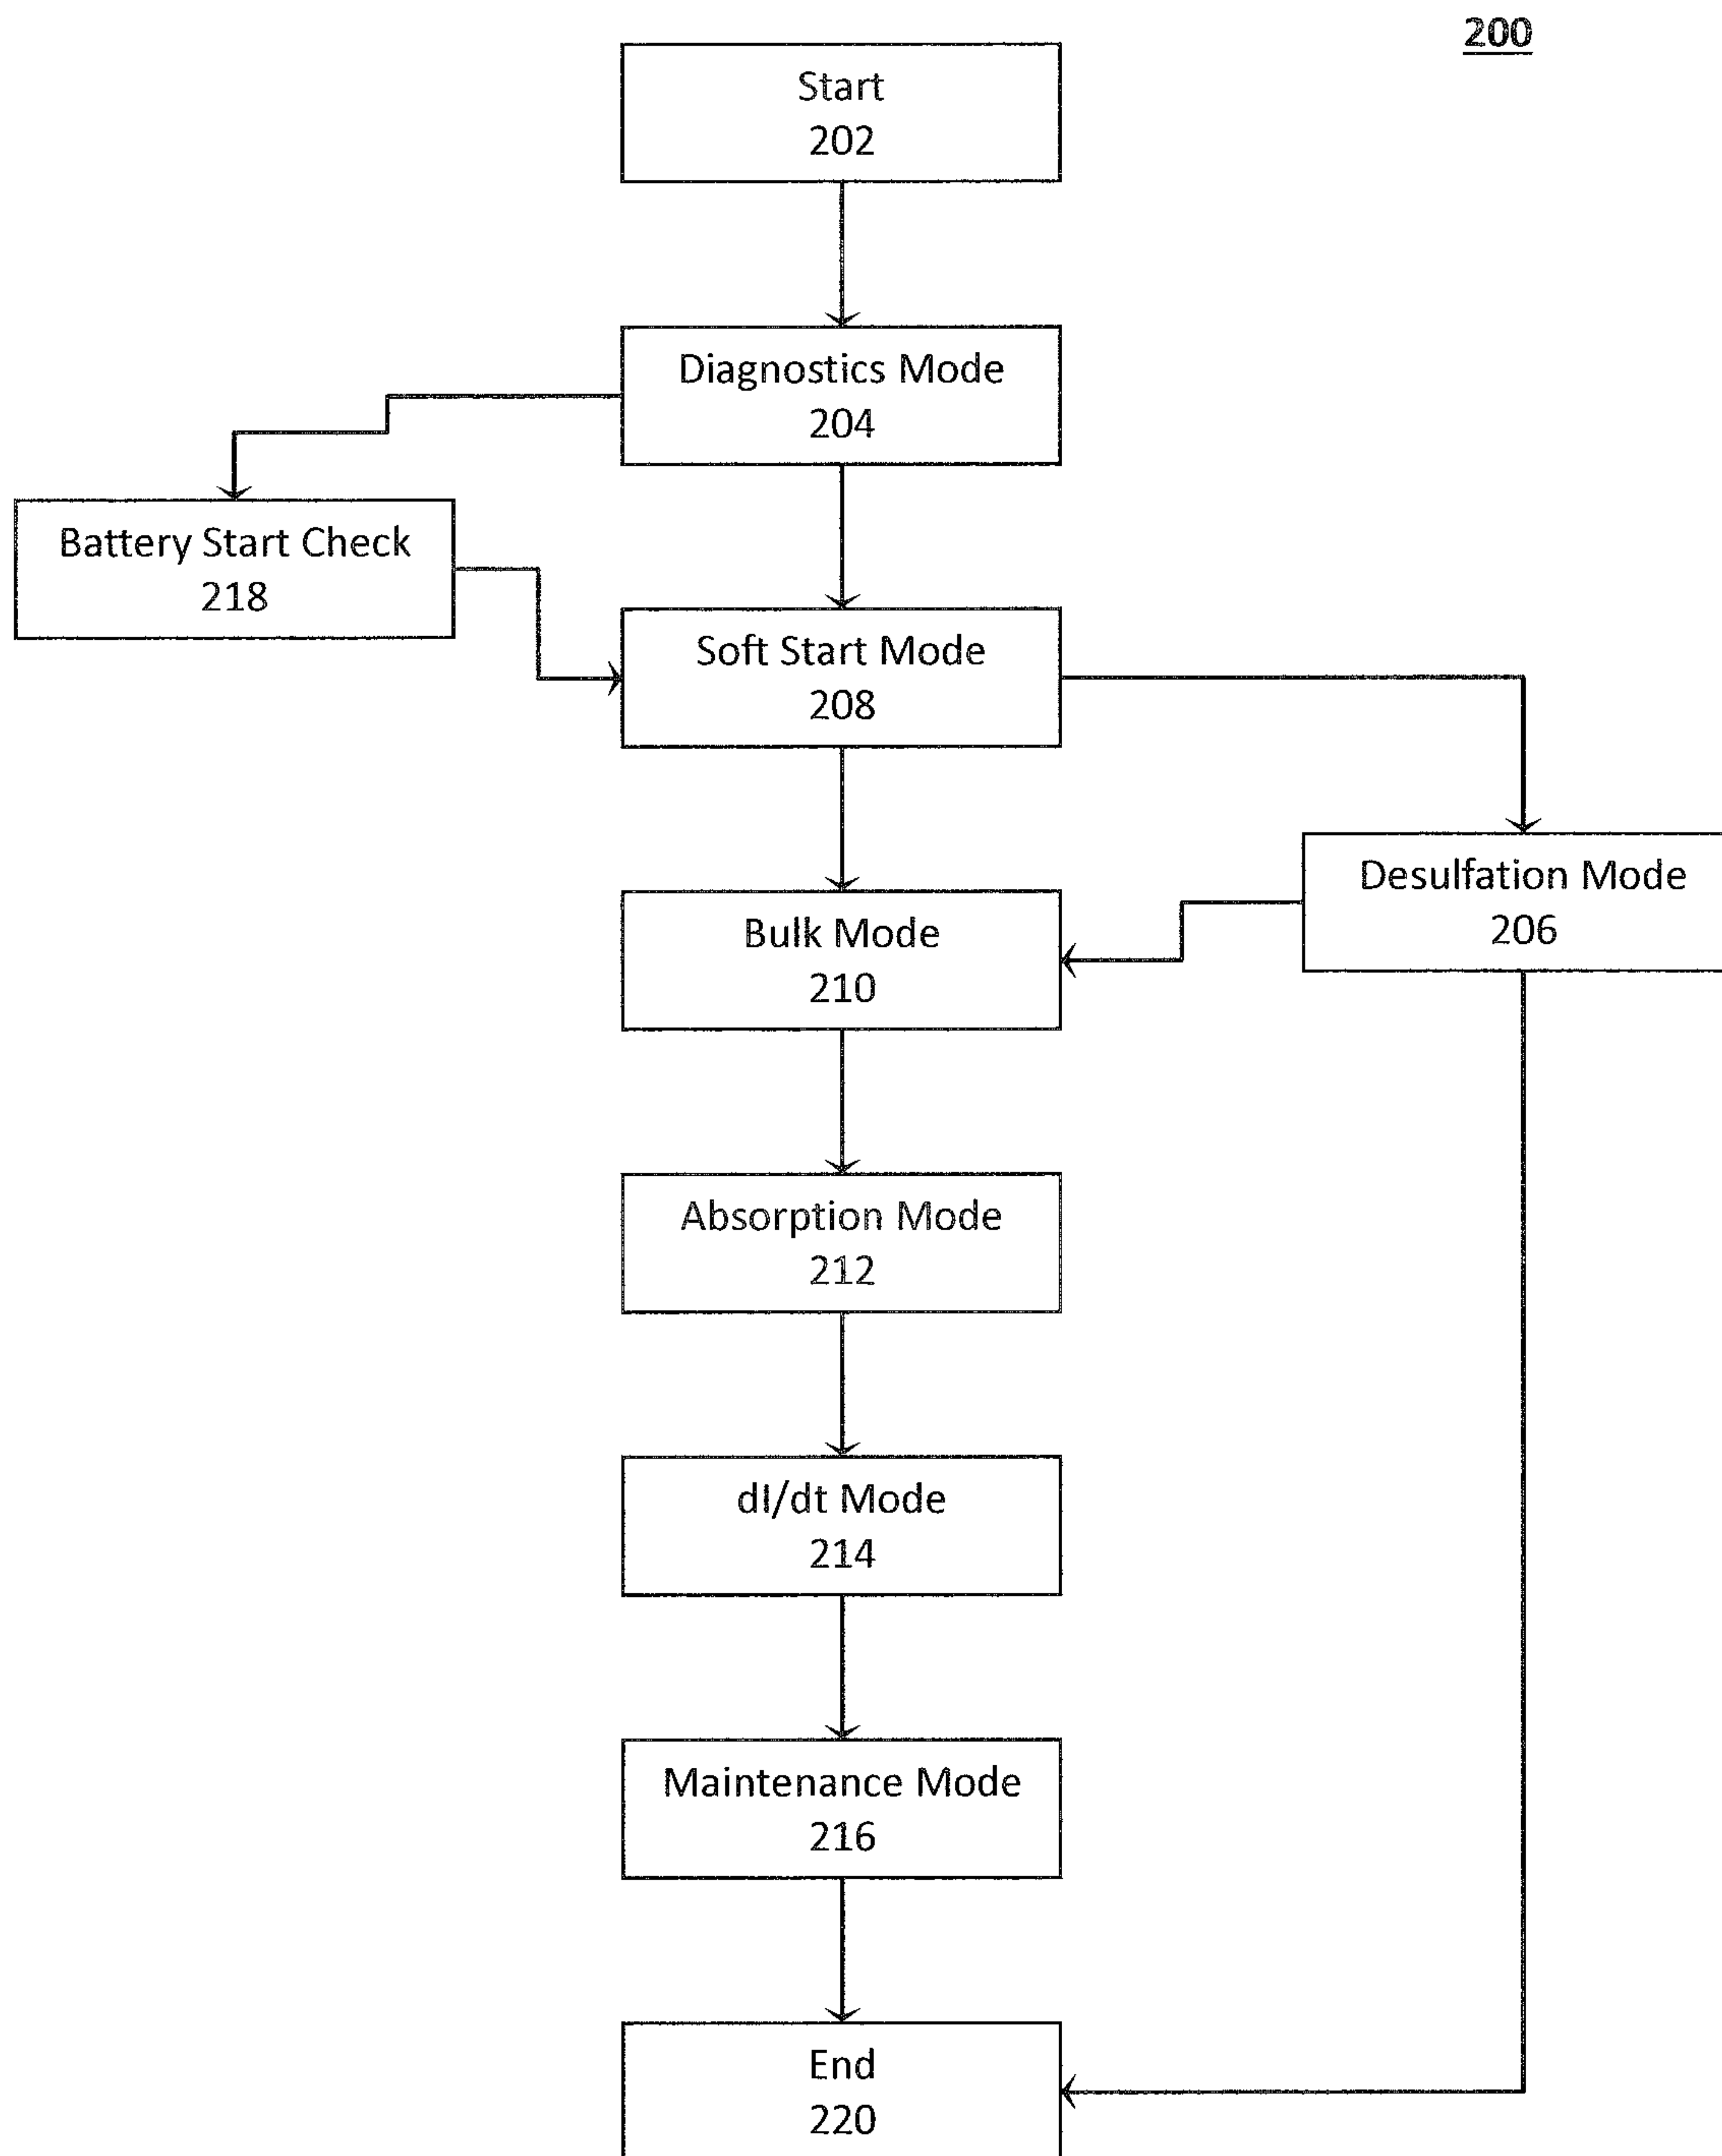 200
Start
202
Diagnostics Mode
204
Battery Start Check
218
Soft Start Mode
208
Desulfation Mode
206
Bulk Mode
210
Absorption Mode
212
dI/dt Mode
214
Maintenance Mode
216
End
220